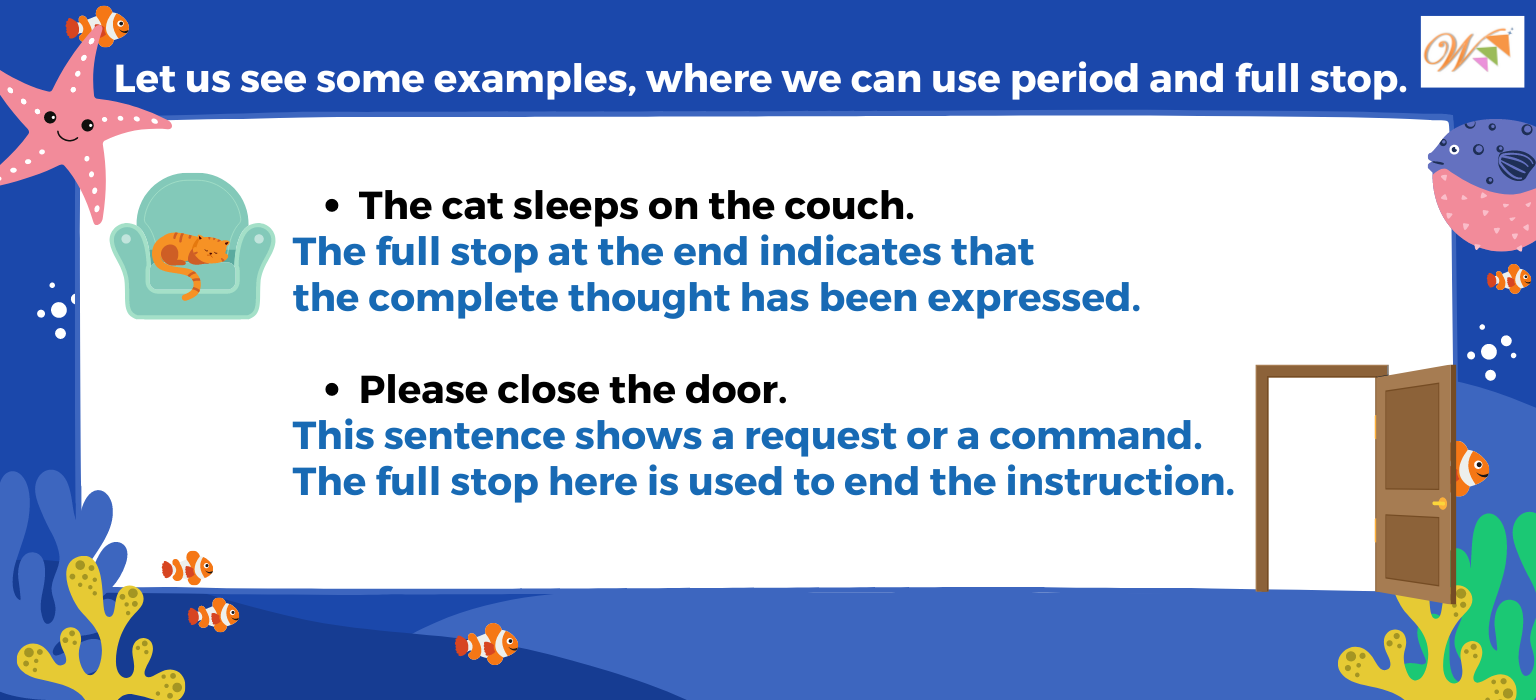 Let us see some examples, where we can use period and full stop.
W
• The cat sleeps on the couch.
The full stop at the end indicates that
the complete thought has been expressed.
• Please close the door.
This sentence shows a request or a command.
The full stop here is used to end the instruction.